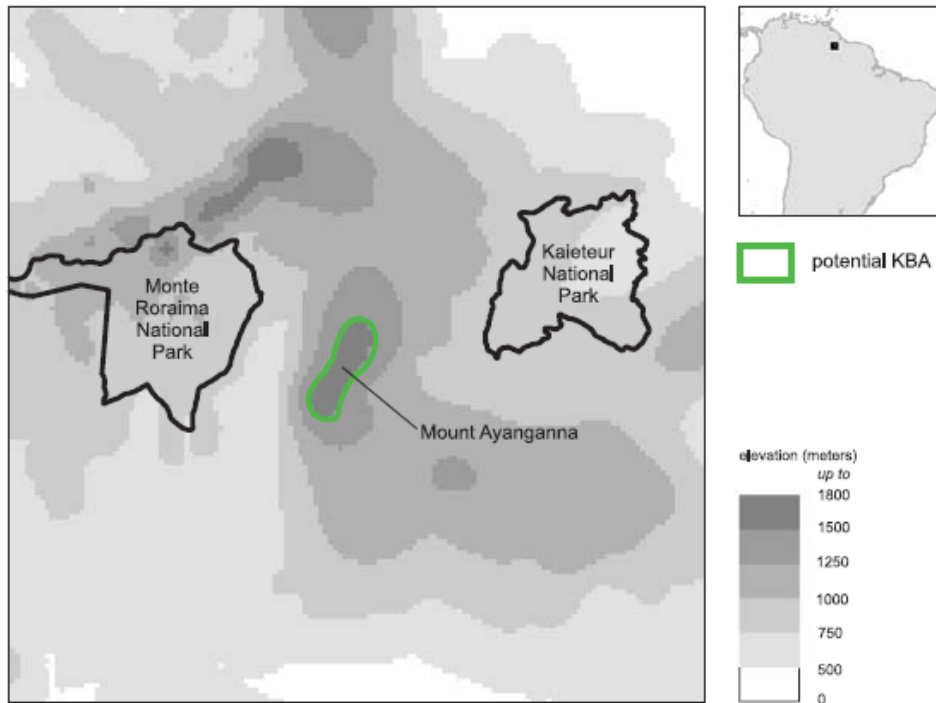 Monte
Roraima
National
Park
Kaieteur
National
Park
Mount Ayanganna
potential KBA
elevation (meters)
up to
1800
1500
1250
1000
750
500
0